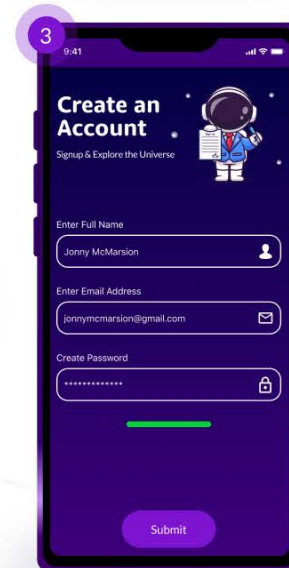 3
9:41
Create an
Account
Signup & Explore the Universe
Enter Full Name
Jonny McMarsion
Enter Email Address
jonnymcmarsion@gmail.com
Create Password
*************
Submit